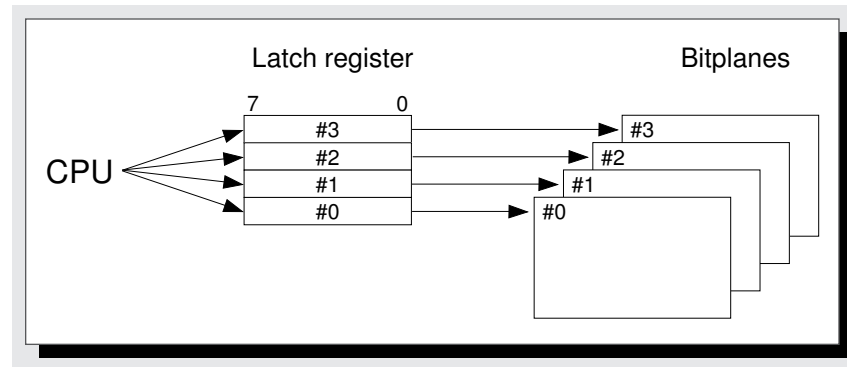 Latch register Bitplanes
7 0
#3 #3
CPU #2 #2
#1 #1
#0 #0